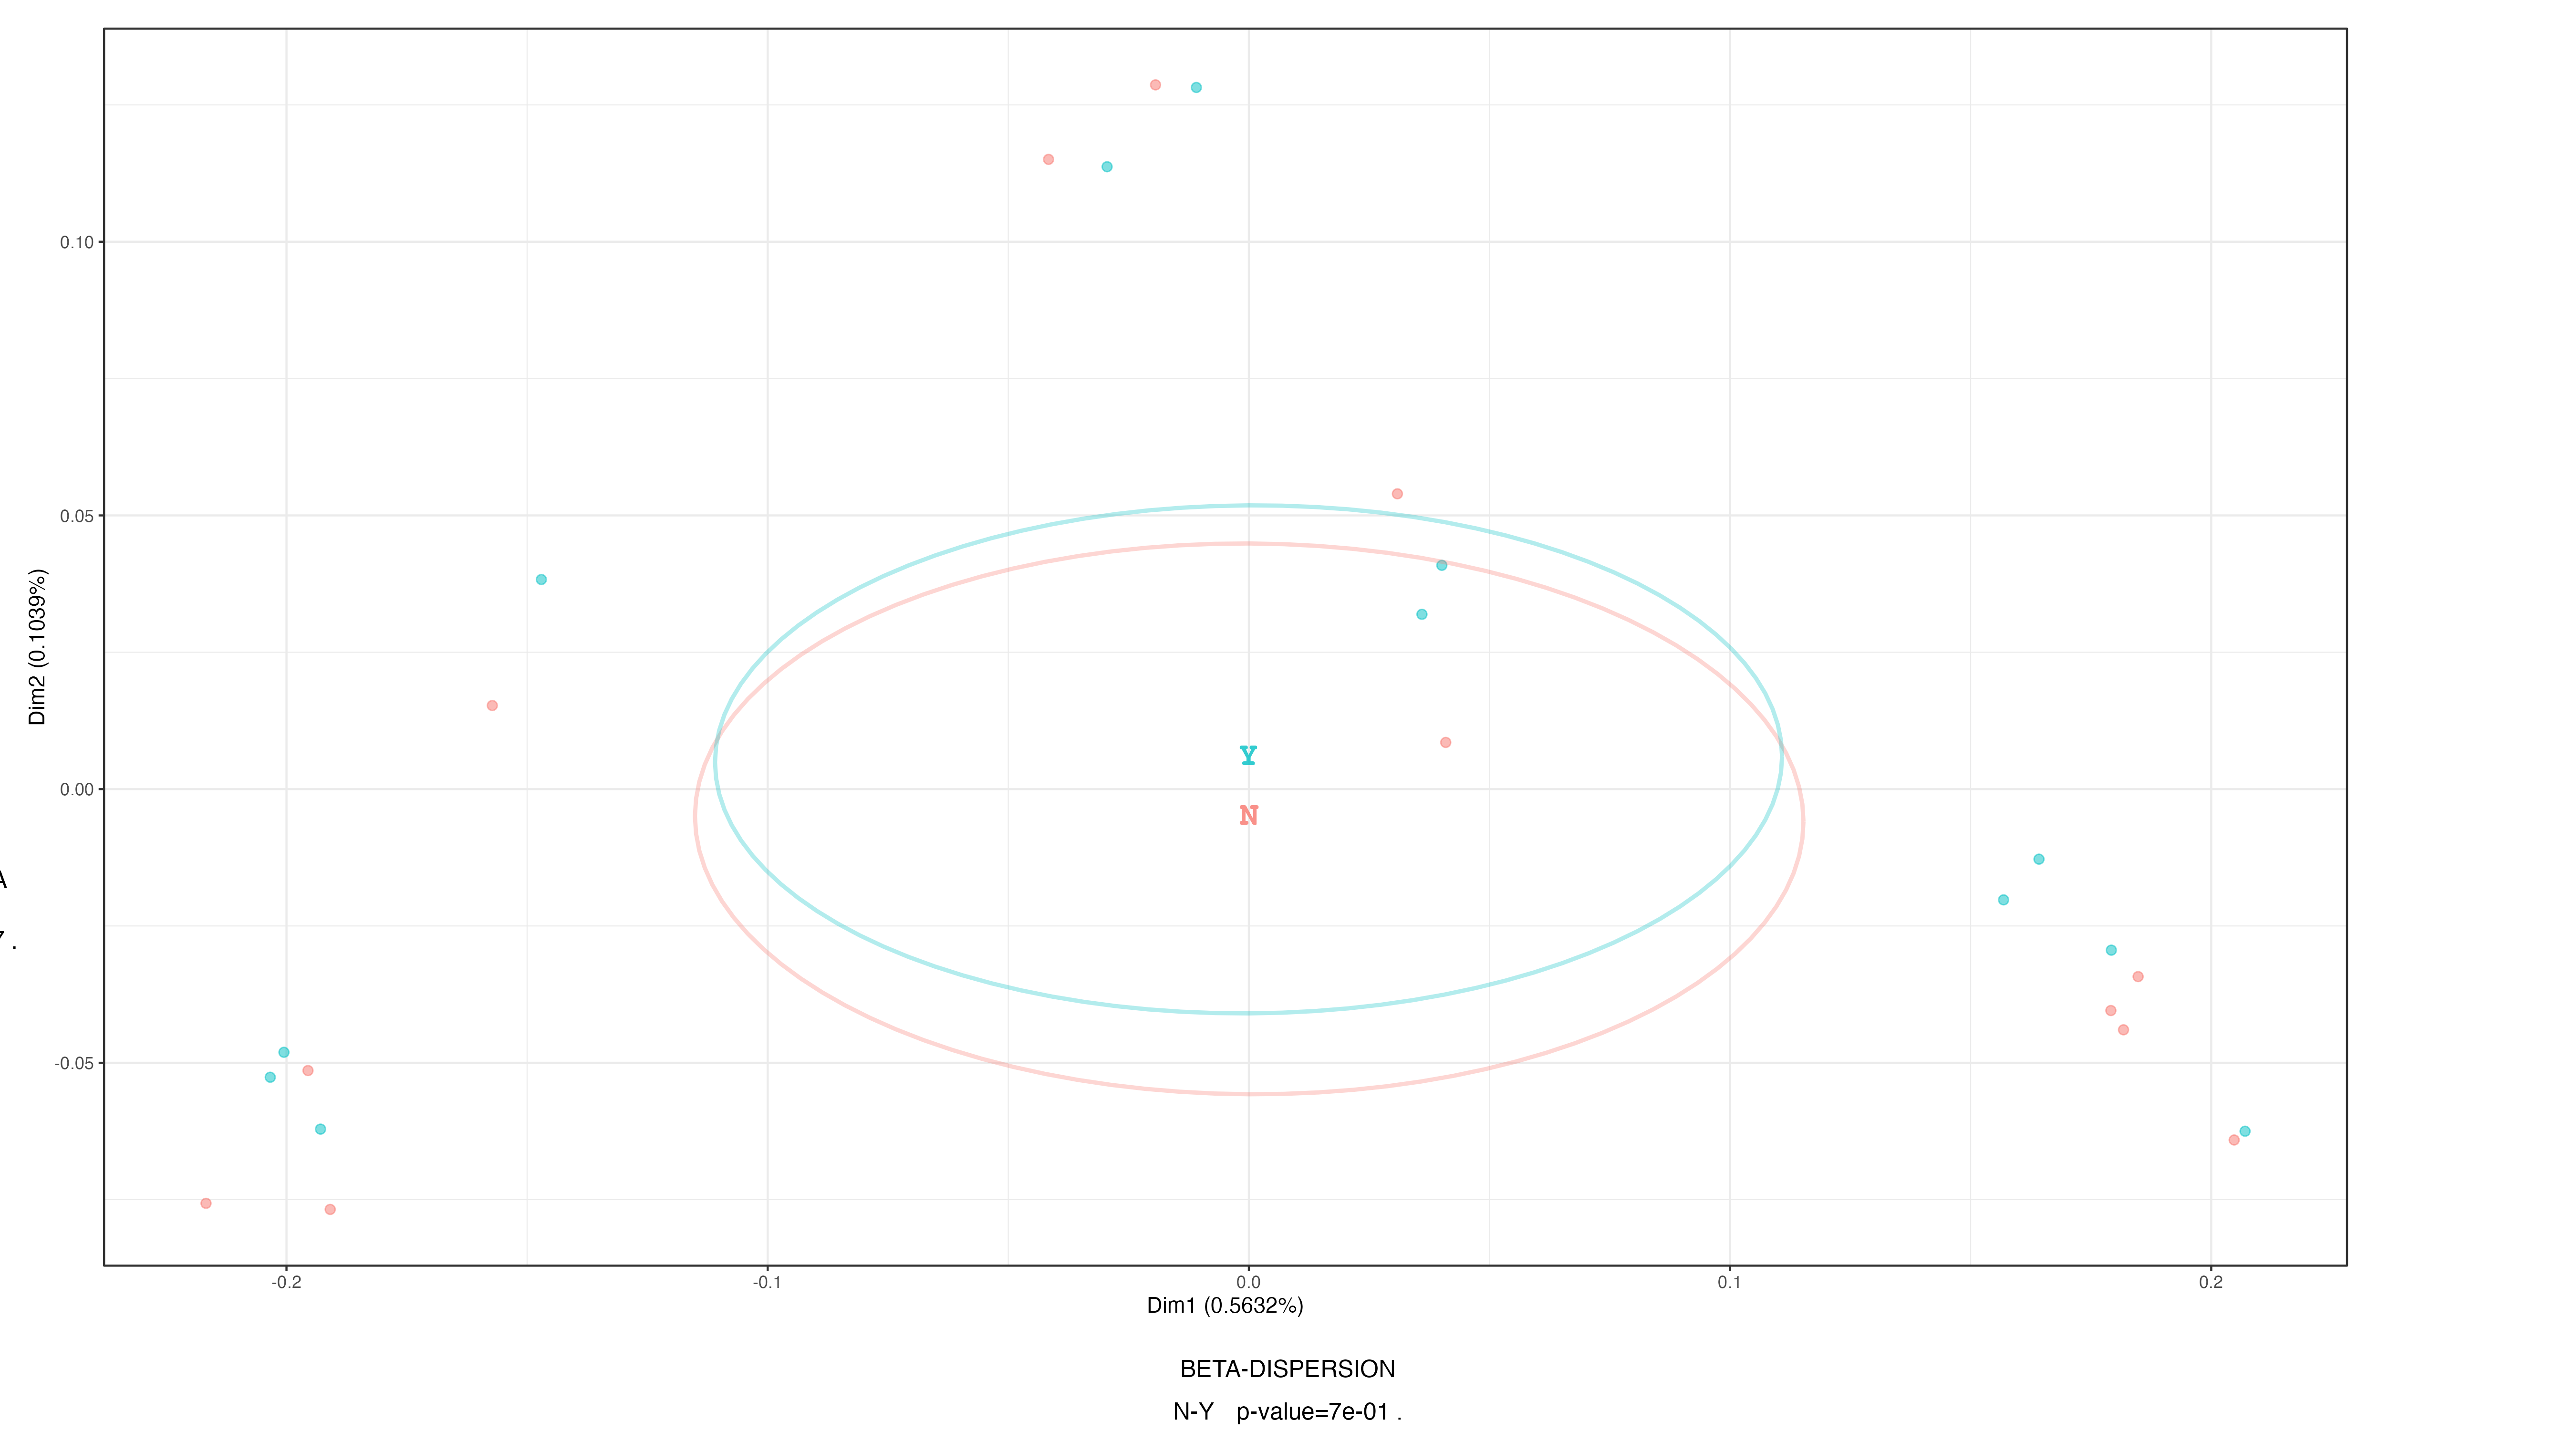 0.10
0.05
0.00
-0.05
Dim2 (0.1039%)
Y
N
A
7 .
-0.2 -0.1 0.0 0.1 0.2
Dim1 (0.5632%)
BETA-DISPERSION
N-Y p-value=7e-01 .